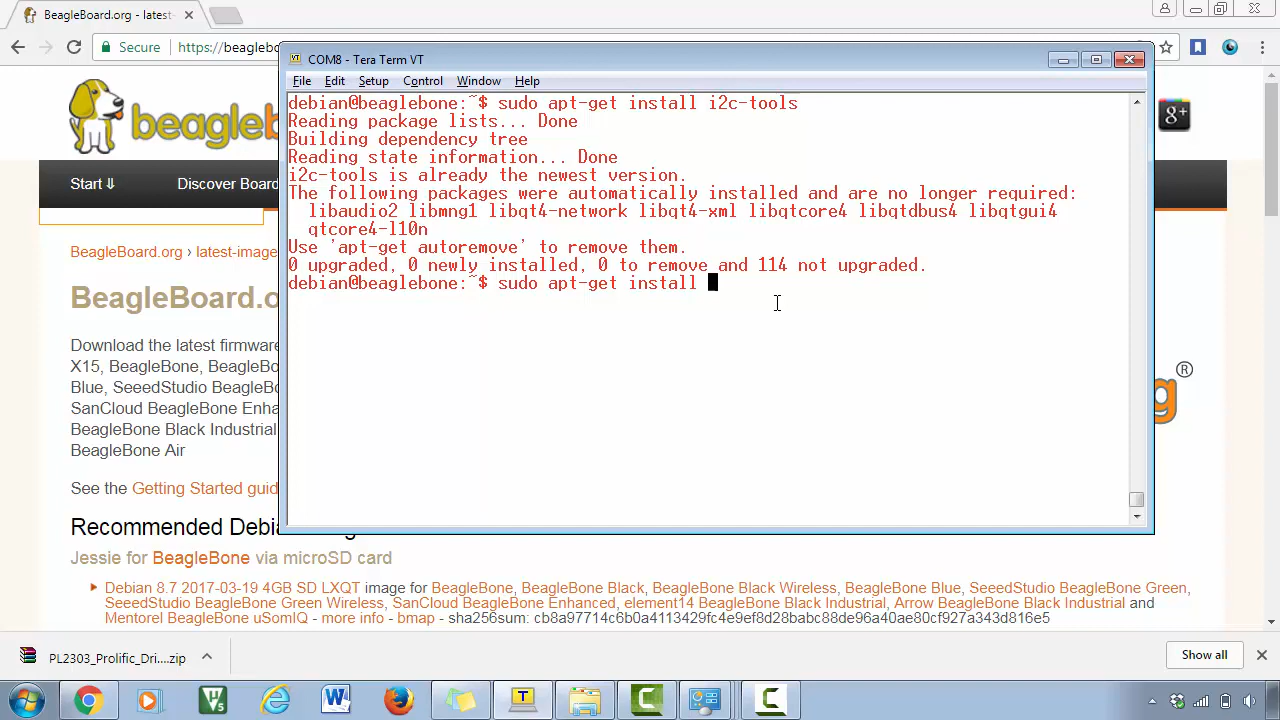 BeagleBoard.org - latest-
Secure
https://beaglebo
beagleb
COM8 - Tera Term VT
File Edit Setup Control Window Help
debian@beaglebone:~$ sudo apt-get install i2c-tools
Reading package lists... Done
Building dependency tree
Reading state information... Done
i2c-tools is already the newest version.
The following packages were automatically installed and are no longer required:
libaudio2 libmng1 libqt4-network libqt4-xml libqtcore4 libqtdbus4 libqtgui4
qtcore4-l10n
Use 'apt-get autoremove' to remove them.
0 upgraded, 0 newly installed, 0 to remove and 114 not upgraded.
debian@beaglebone:~$ sudo apt-get install
g+
Start ⇓ Discover Board
BeagleBoard.org › latest-image
BeagleBoard.or
Download the latest firmware
X15, BeagleBone, BeagleBo
Blue, SeeedStudio BeagleBo
SanCloud BeagleBone Enha
BeagleBone Black Industrial
BeagleBone Air
g®
See the Getting Started guid
Recommended Debia
Jessie for BeagleBone via microSD card
Debian 8.7 2017-03-19 4GB SD LXQT image for BeagleBone, BeagleBone Black, BeagleBone Black Wireless, BeagleBone Blue, SeeedStudio BeagleBone Green,
SeeedStudio BeagleBone Green Wireless, SanCloud BeagleBone Enhanced, element14 BeagleBone Black Industrial, Arrow BeagleBone Black Industrial and
Mentorel BeagleBone uSomIQ - more info - bmap - sha256sum: cb8a97714c6b0a4113429fc4e9ef8d28babc88de96a40ae80cf927a343d816e5
PL2303_Prolific_Dri....zip
Show all